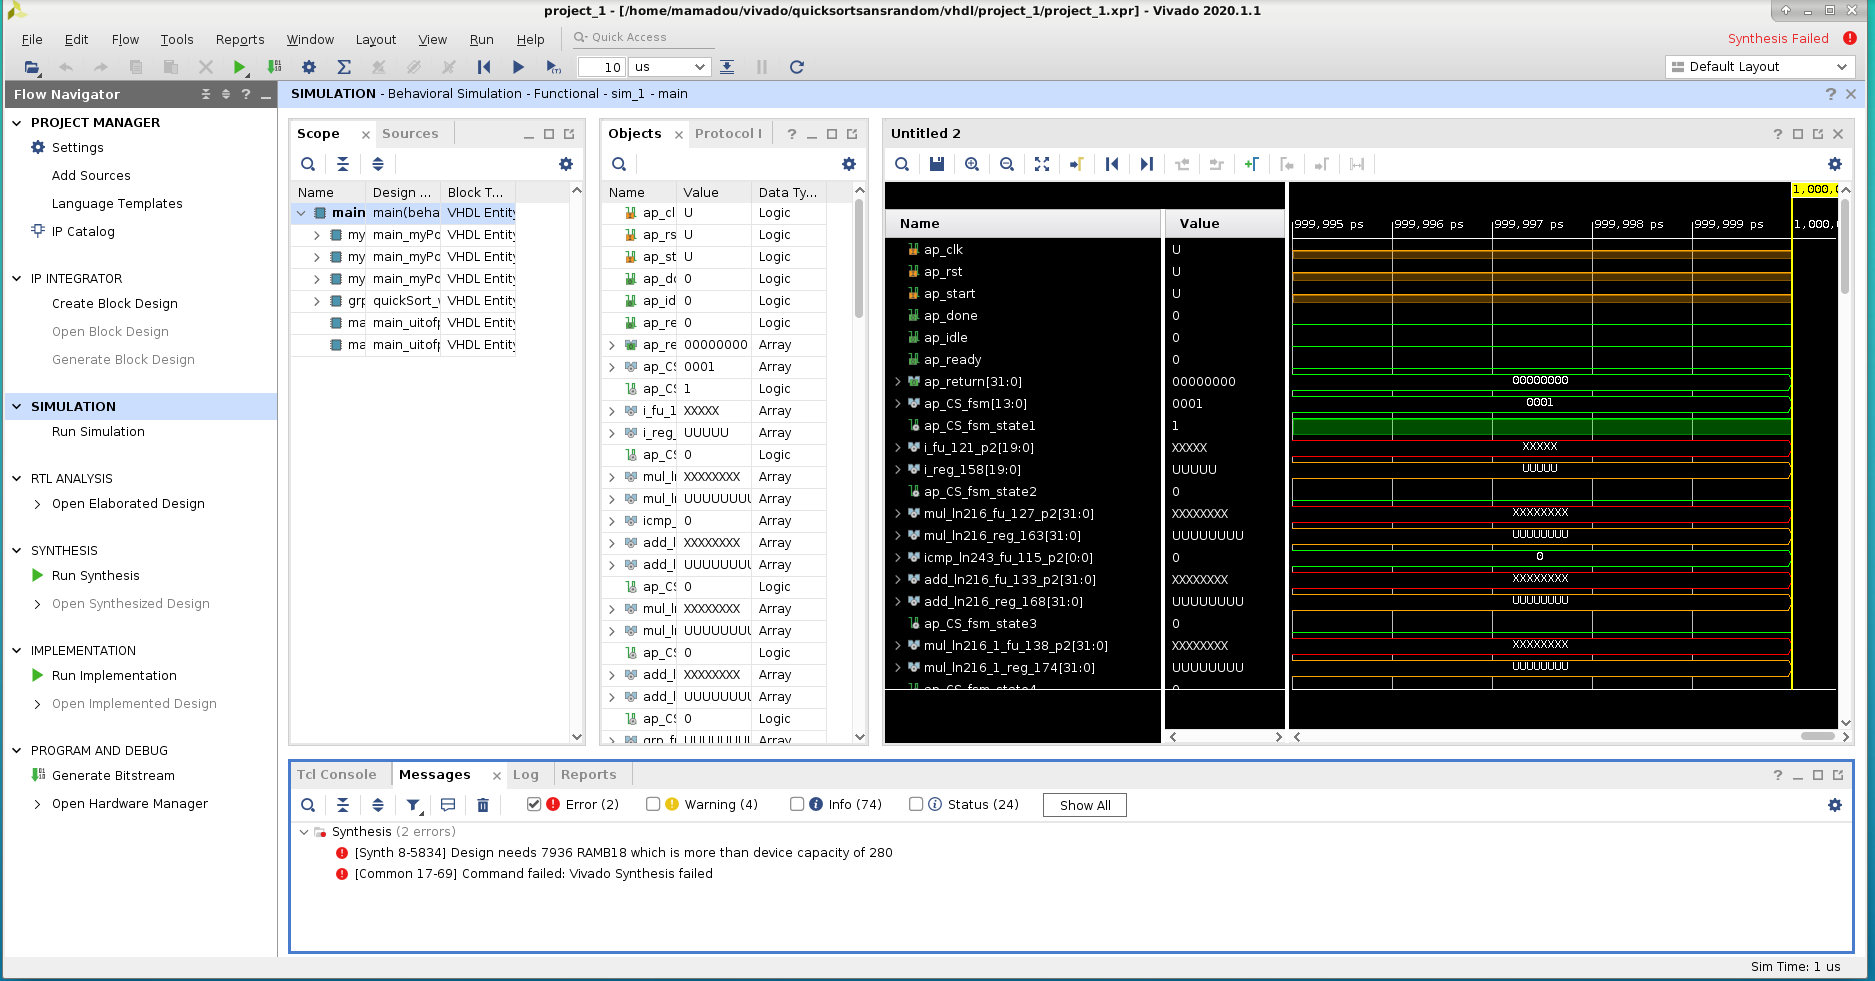 project_1 - [/home/mamadou/vivado/quicksortsansrandom/vhdl/project_1/project_1.xpr] - Vivado 2020.1.1
File Edit Flow Tools Reports Window Layout View Run Help Quick Access
Synthesis Failed
10 us Default Layout
Flow Navigator
SIMULATION - Behavioral Simulation - Functional - sim_1 - main
PROJECT MANAGER
Settings
Add Sources
Language Templates
IP Catalog
IP INTEGRATOR
Create Block Design
Open Block Design
Generate Block Design
SIMULATION
Run Simulation
RTL ANALYSIS
Open Elaborated Design
SYNTHESIS
Run Synthesis
Open Synthesized Design
IMPLEMENTATION
Run Implementation
Open Implemented Design
PROGRAM AND DEBUG
Generate Bitstream
Open Hardware Manager
Scope Sources
Name Design ... Block T...
main main(beha VHDL Entity
my main_myPo VHDL Entity
my main_myPo VHDL Entity
my main_myPo VHDL Entity
grp quickSort_ VHDL Entity
ma main_uitofp VHDL Entity
ma main_uitofp VHDL Entity
Objects Protocol I
Name Value Data Ty...
ap_cl U Logic
ap_rs U Logic
ap_st U Logic
ap_do 0 Logic
ap_id 0 Logic
ap_re 0 Logic
ap_re 00000000 Array
ap_CS 0001 Array
ap_CS 1 Logic
i_fu_1 XXXXX Array
i_reg_ UUUUU Array
ap_CS 0 Logic
mul_ln XXXXXXXX Array
mul_ln UUUUUUUU Array
icmp_ 0 Array
add_l XXXXXXXX Array
add_l UUUUUUUU Array
ap_CS 0 Logic
mul_ln XXXXXXXX Array
mul_ln UUUUUUUU Array
ap_CS 0 Logic
add_l XXXXXXXX Array
add_l UUUUUUUU Array
ap_CS 0 Logic
grp_fu UUUUUUUU Array
Untitled 2
1,000,0
Name Value 999,995 ps 999,996 ps 999,997 ps 999,998 ps 999,999 ps 1,000,
ap_clk U
ap_rst U
ap_start U
ap_done 0
ap_idle 0
ap_ready 0
ap_return[31:0] 00000000 00000000
ap_CS_fsm[13:0] 0001 0001
ap_CS_fsm_state1 1
i_fu_121_p2[19:0] XXXXX XXXXX
i_reg_158[19:0] UUUUU UUUUU
ap_CS_fsm_state2 0
mul_ln216_fu_127_p2[31:0] XXXXXXXX XXXXXXXX
mul_ln216_reg_163[31:0] UUUUUUUU UUUUUUUU
icmp_ln243_fu_115_p2[0:0] 0 0
add_ln216_fu_133_p2[31:0] XXXXXXXX XXXXXXXX
add_ln216_reg_168[31:0] UUUUUUUU UUUUUUUU
ap_CS_fsm_state3 0
mul_ln216_1_fu_138_p2[31:0] XXXXXXXX XXXXXXXX
mul_ln216_1_reg_174[31:0] UUUUUUUU UUUUUUUU
ap_CS_fsm_state4 0
Tcl Console Messages Log Reports
Error (2) Warning (4) Info (74) Status (24) Show All
Synthesis (2 errors)
[Synth 8-5834] Design needs 7936 RAMB18 which is more than device capacity of 280
[Common 17-69] Command failed: Vivado Synthesis failed
Sim Time: 1 us